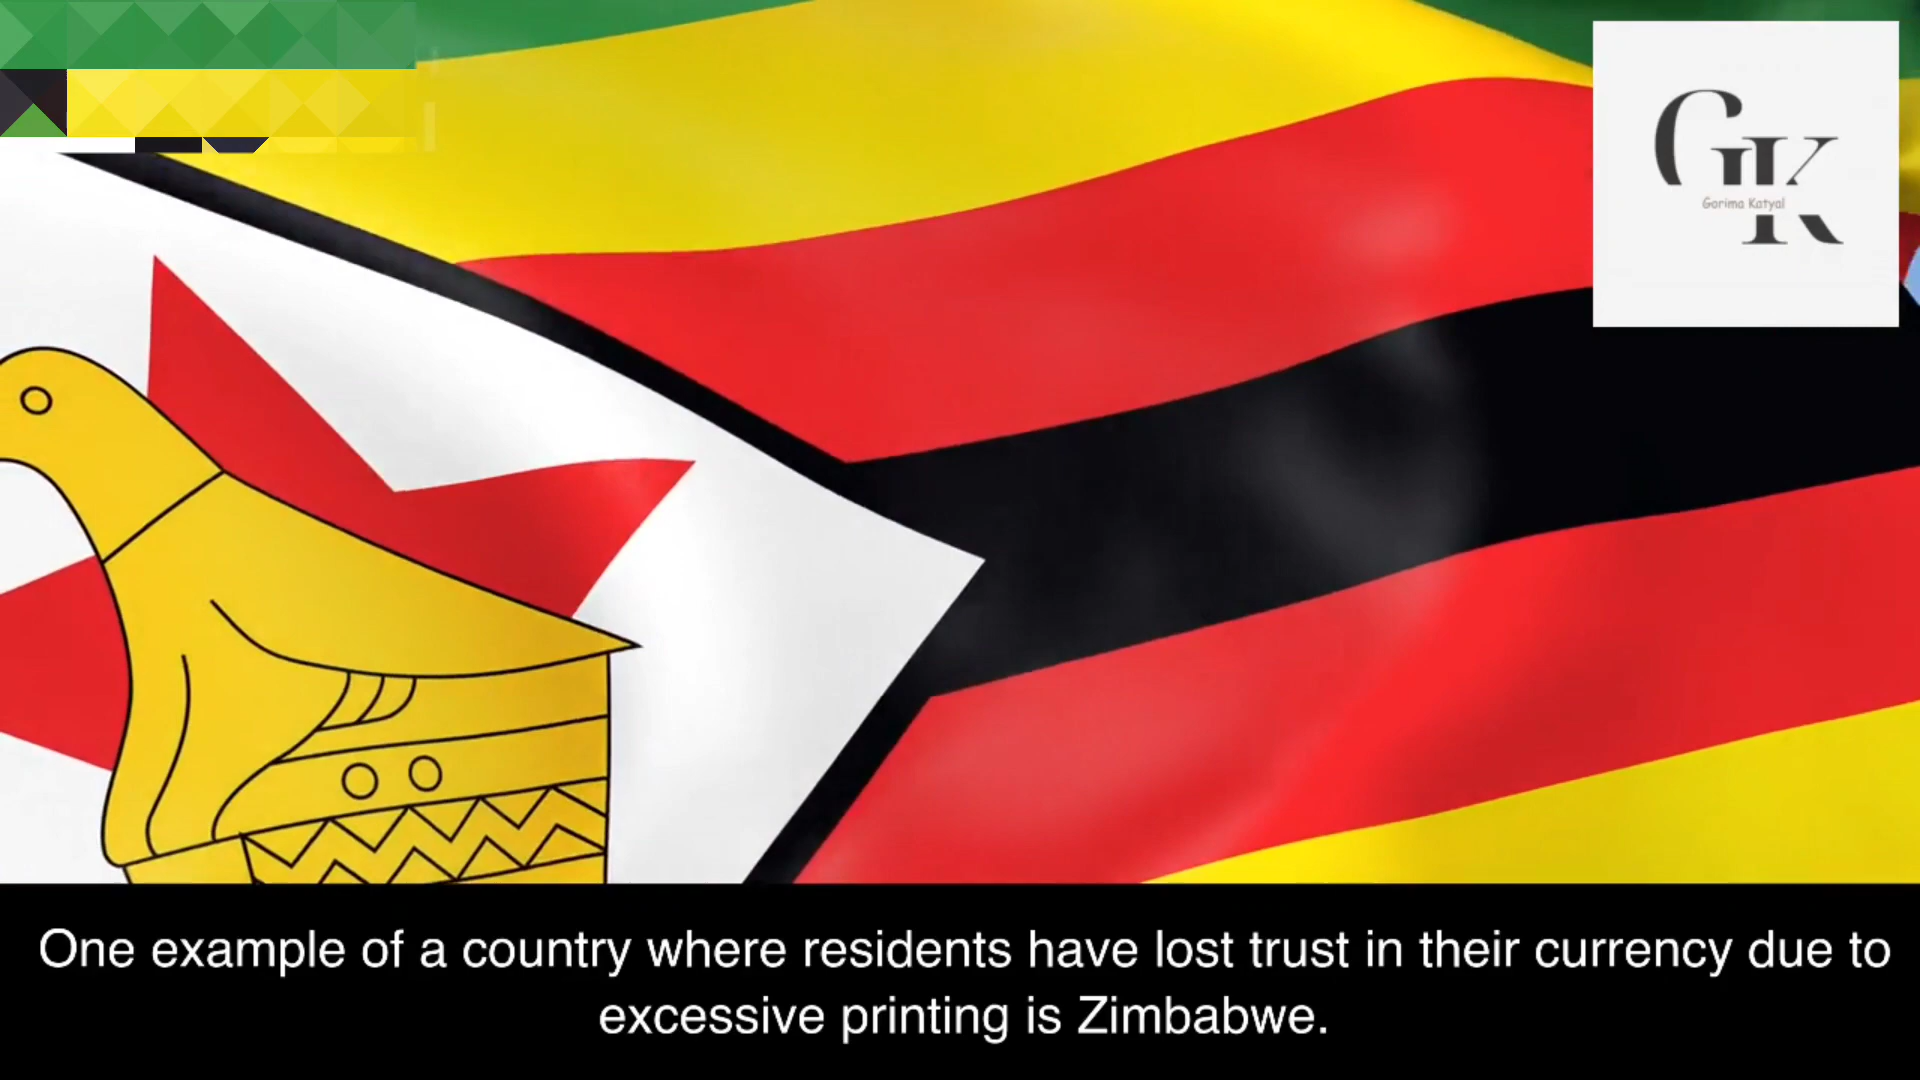 GK
Gorima Katyal
One example of a country where residents have lost trust in their currency due to
excessive printing is Zimbabwe.